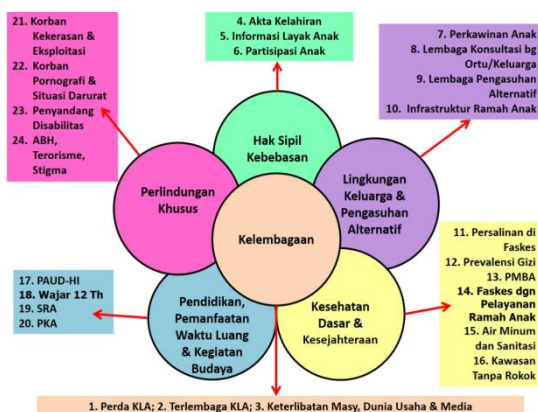 21. Korban
Kekerasan &
Eksploitasi
22. Korban
Pornografi &
Situasi Darurat
23. Penyandang
Disabilitas
24. ABH,
Terorisme,
Stigma
4. Akta Kelahiran
5. Informasi Layak Anak
6. Partisipasi Anak
7. Perkawinan Anak
8. Lembaga Konsultasi bg
Ortu/Keluarga
9. Lembaga Pengasuhan
Alternatif
10. Infrastruktur Ramah Anak
Hak Sipil
Kebebasan
Perlindungan
Khusus
Lingkungan
Keluarga &
Pengasuhan
Alternatif
Kelembagaan
Pendidikan,
Pemanfaatan
Waktu Luang
& Kegiatan
Budaya
Kesehatan
Dasar &
Kesejahteraan
11. Persalinan di
Faskes
12. Prevalensi Gizi
13. PMBA
14. Faskes dgn
Pelayanan
Ramah Anak
15. Air Minum
dan Sanitasi
16. Kawasan
Tanpa Rokok
17. PAUD-HI
18. Wajar 12 Th
19. SRA
20. PKA
1. Perda KLA; 2. Terlembaga KLA; 3. Keterlibatan Masy, Dunia Usaha & Media